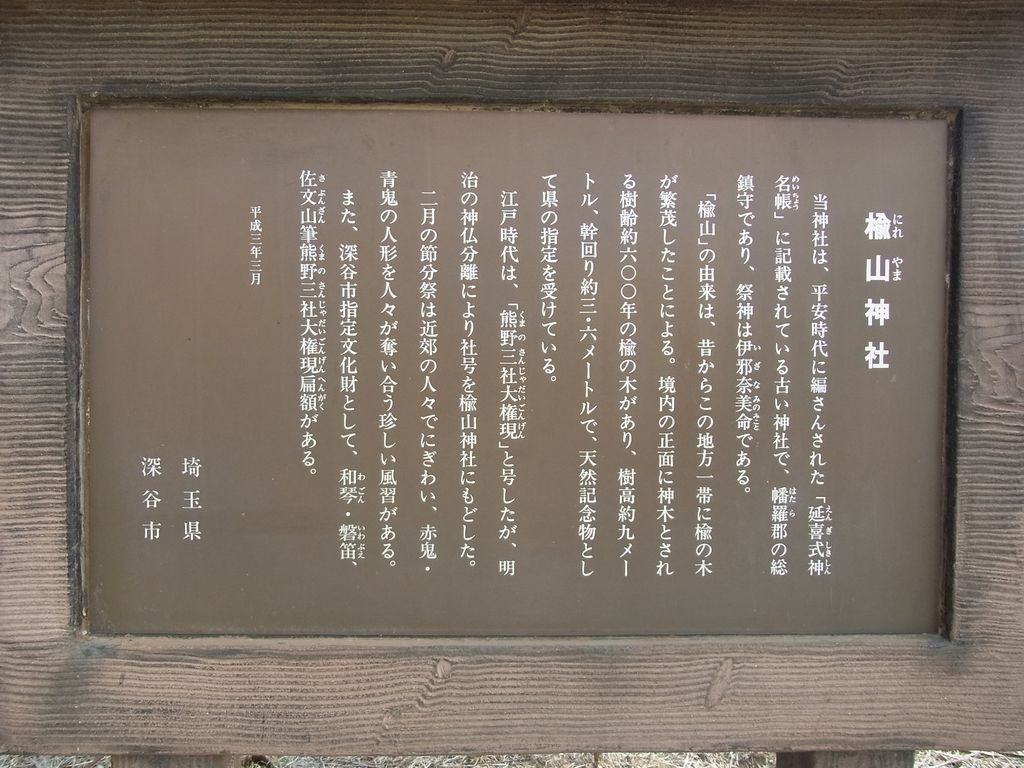 楡山神社
当神社は、平安時代に編さんされた「延喜式神
名帳」に記載されている古い神社で、幡羅郡の総
鎮守であり、祭神は伊邪奈美命である。
「楡山」の由来は、昔からこの地方一帯に楡の木
が繁茂したことによる。境内の正面に神木とされ
る樹齢約六〇〇年の楡の木があり、樹高約九メー
トル、幹回り約三・六メートルで、天然記念物とし
て県の指定を受けている。
江戸時代は、「熊野三社大権現」と号したが、明
治の神仏分離により社号を楡山神社にもどした。
二月の節分祭は近郊の人々でにぎわい、赤鬼・
青鬼の人形を人々が奪い合う珍しい風習がある。
また、深谷市指定文化財として、和琴・磐笛、
佐文山筆熊野三社大権現扁額がある。
平成三年三月
埼玉県
深谷市